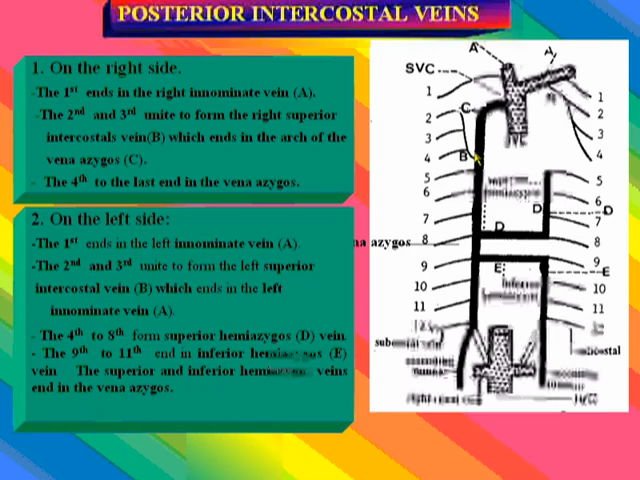 POSTERIOR INTERCOSTAL VEINS
1. On the right side.
-The 1st ends in the right innominate vein (A).
-The 2nd and 3rd unite to form the right superior
intercostals vein(B) which ends in the arch of the
vena azygos (C).
- The 4th to the last end in the vena azygos.
2. On the left side:
-The 1st ends in the left innominate vein (A)
-The 2nd and 3rd unite to form the left superior
intercostal vein (B) which ends in the left
innominate vein (A).
- The 4th to 8th form superior hemiazygos (D) vein
- The 9th to 11th end in inferior hemiazygos (E)
vein The superior and inferior hemiazygos veins
end in the vena azygos.
A
A
SVC
1
1
2
C
2
3
3
4
B
4
5
5
6
6
7
D
D
7
D
na azygos
8
8
9
9
E
E
10
10
11
11